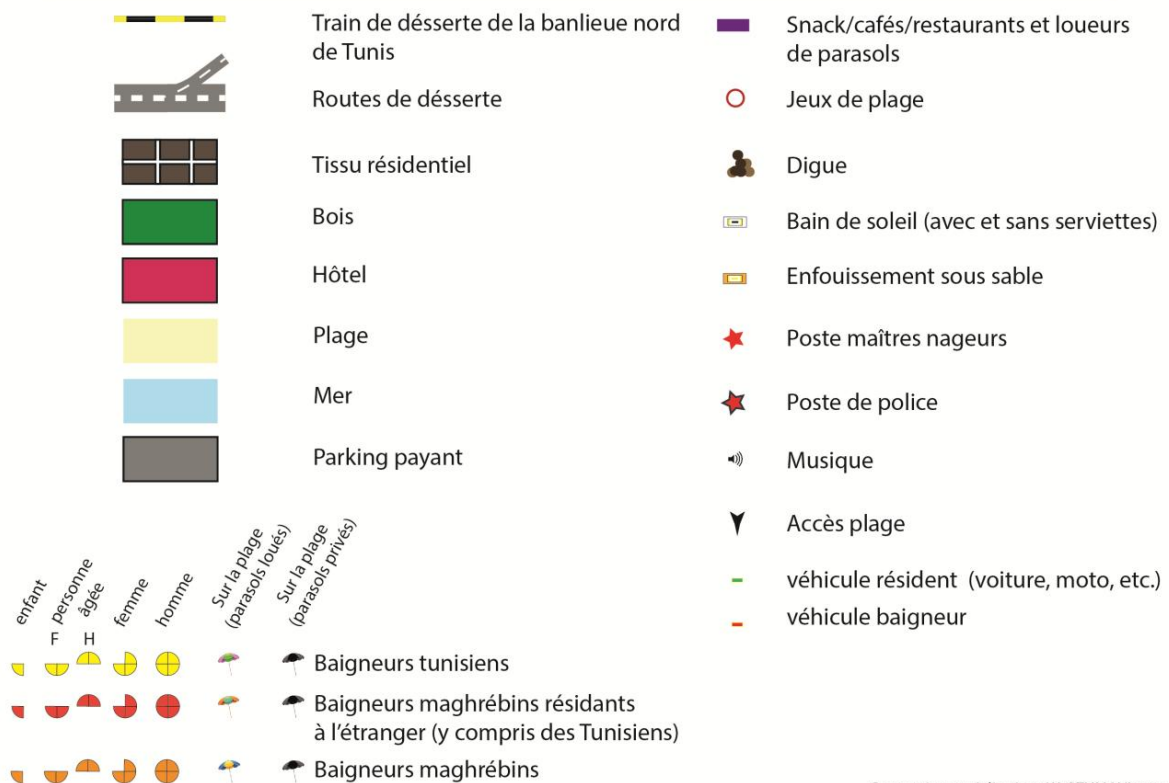 Train de désserte de la banlieue nord
de Tunis
Routes de désserte
Tissu résidentiel
Bois
Hôtel
Plage
Mer
Parking payant
Snack/cafés/restaurants et loueurs
de parasols
Jeux de plage
Digue
Bain de soleil (avec et sans serviettes)
Enfouissement sous sable
Poste maîtres nageurs
Poste de police
Musique
Accès plage
véhicule résident (voiture, moto, etc.)
véhicule baigneur
enfant
personne
âgée
femme
homme
Sur la plage
(parasols loués)
Sur la plage
(parasols privés)
F H
Baigneurs tunisiens
Baigneurs maghrébins résidants
à l'étranger (y compris des Tunisiens)
Baigneurs maghrébins